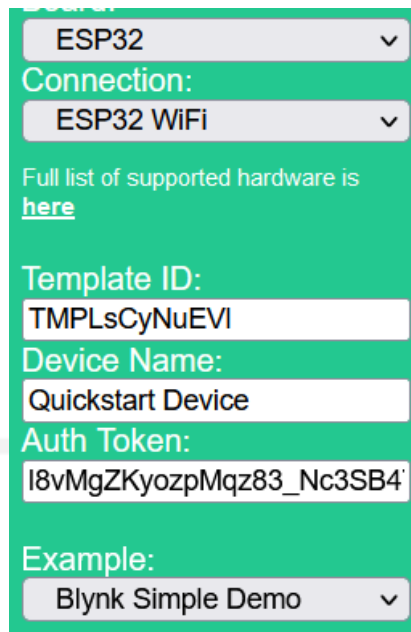 Board:
ESP32
Connection:
ESP32 WiFi
Full list of supported hardware is
here
Template ID:
TMPLsCyNuEVl
Device Name:
Quickstart Device
Auth Token:
Example:
Blynk Simple Demo